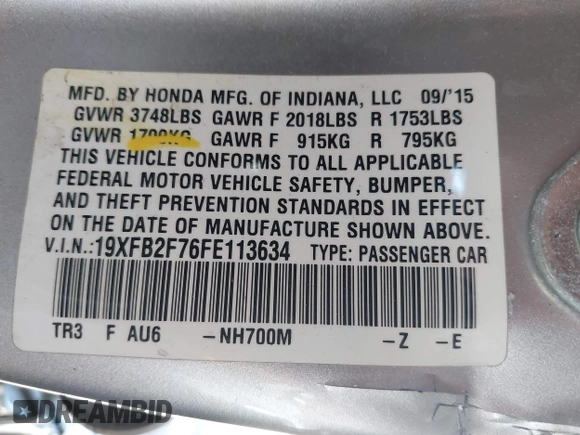 MFD. BY HONDA MFG. OF INDIANA, LLC 09/'15
GVWR 3748LBS GAWR F 2018LBS R 1753LBS
GVWR 1700KG GAWR F 915KG R 795KG
THIS VEHICLE CONFORMS TO ALL APPLICABLE
FEDERAL MOTOR VEHICLE SAFETY, BUMPER,
AND THEFT PREVENTION STANDARDS IN EFFECT
ON THE DATE OF MANUFACTURE SHOWN ABOVE.
V.I.N.:19XFB2F76FE113634 TYPE: PASSENGER CAR
TR3 F AU6 -NH700M -Z -E
DREAMBID